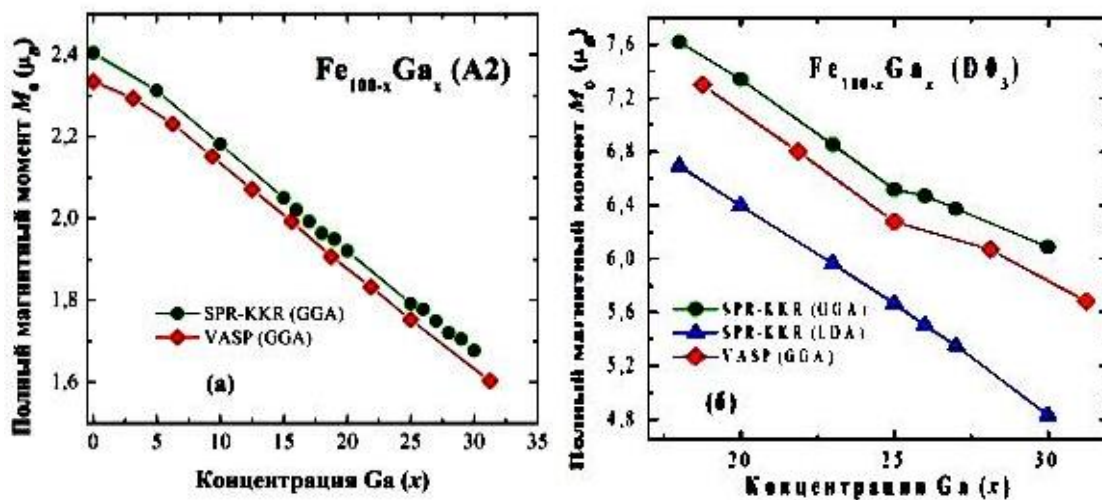 Полный магнитный момент M₀ (μB)
2,4
2,2
2,0
1,8
1,6
Fe100-xGax (A2)
SPR-KKR (GGA)
VASP (GGA)
(а)
0 5 10 15 20 25 30 35
Концентрация Ga (x)
Полный магнитный момент M₀ (μB)
7,6
7,2
6,8
6,4
6,0
5,6
5,2
4,8
Fe100-xGax (D03)
SPR-KKR (GGA)
SPR-KKR (LDA)
VASP (GGA)
(б)
20 25 30
Концентрация Ga (x)